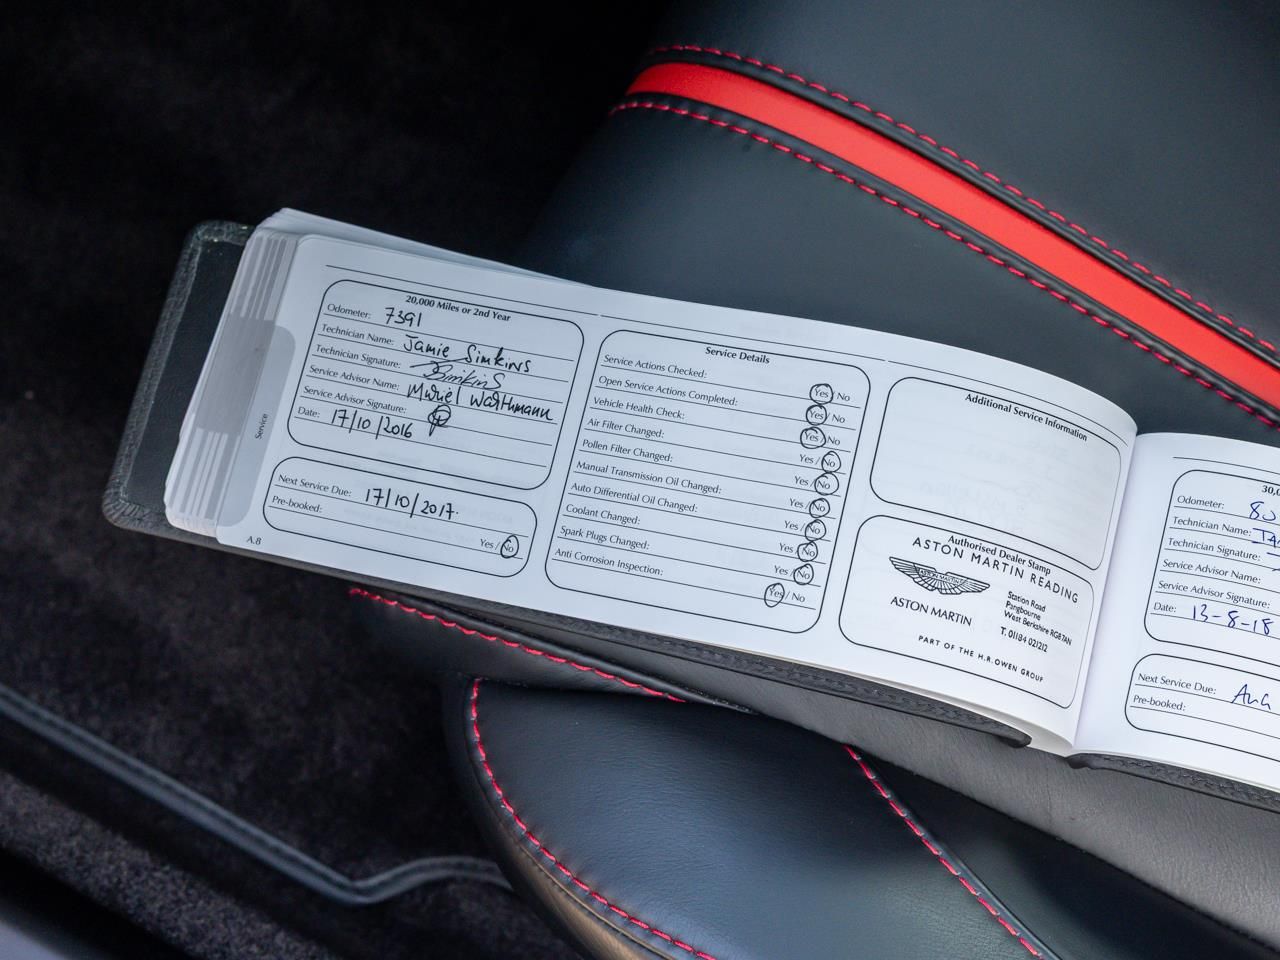 20,000 Miles or 2nd Year
Odometer: 7391
Technician Name: Jamie Simkins
Technician Signature: JSimkins
Service Advisor Name: Muriel Warthmann
Service Advisor Signature:
Date: 17/10/2016
Next Service Due: 17/10/2017.
Pre-booked: Yes / No
Service
A.8
Service Details
Service Actions Checked: Yes / No
Open Service Actions Completed: Yes / No
Vehicle Health Check: Yes / No
Air Filter Changed: Yes / No
Pollen Filter Changed: Yes / No
Manual Transmission Oil Changed: Yes / No
Auto Differential Oil Changed: Yes / No
Coolant Changed: Yes / No
Spark Plugs Changed: Yes / No
Anti Corrosion Inspection: Yes / No
Additional Service Information
Authorised Dealer Stamp
ASTON MARTIN READING
ASTON MARTIN
ASTON MARTIN
Station Road
Pangbourne
West Berkshire RG8 7AN
T. 01184 021212
PART OF THE H.R. OWEN GROUP
30,0
Odometer:
Technician Name:
Technician Signature:
Service Advisor Name:
Service Advisor Signature:
Date: 13-8-18
Next Service Due: Aug
Pre-booked: